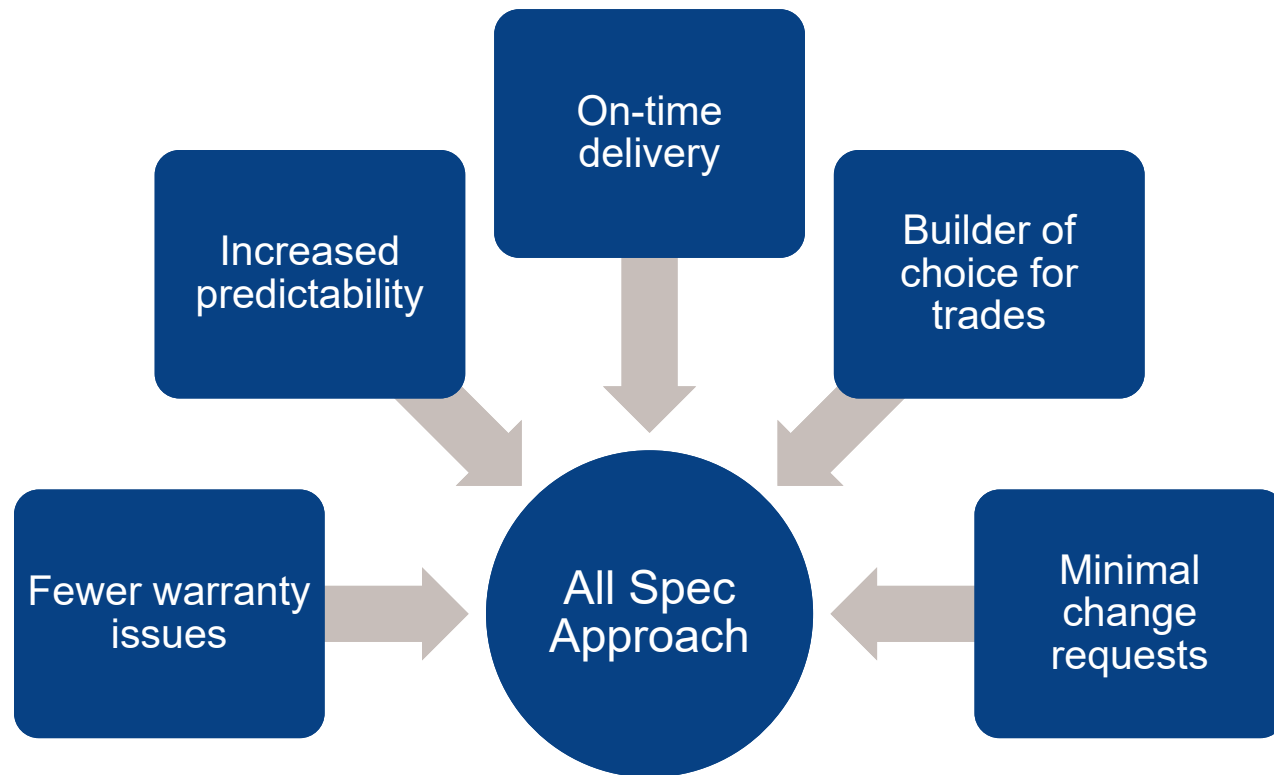 On-time
delivery
Increased
predictability
Builder of
choice for
trades
Fewer warranty
issues
All Spec
Approach
Minimal
change
requests